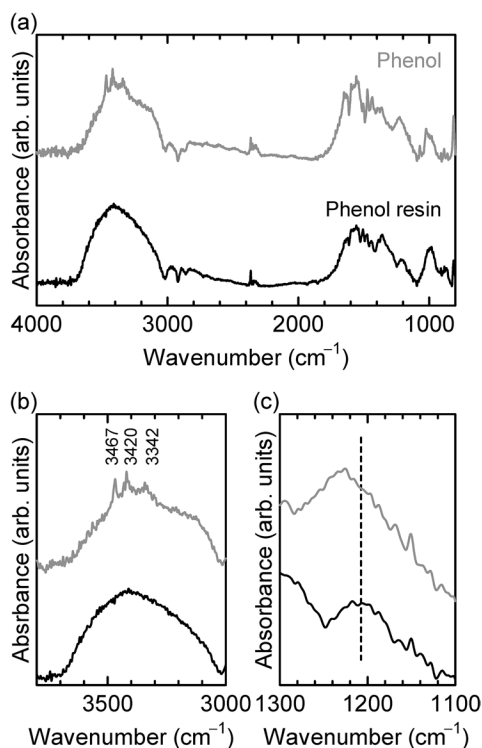 (a)
Phenol
Phenol resin
Absorbance (arb. units)
4000 3000 2000 1000
Wavenumber (cm⁻¹)
(b)
3467
3420
3342
Absrbance (arb. units)
3500 3000
Wavenumber (cm⁻¹)
(c)
Absorbance (arb. units)
1300 1200 1100
Wavenumber (cm⁻¹)